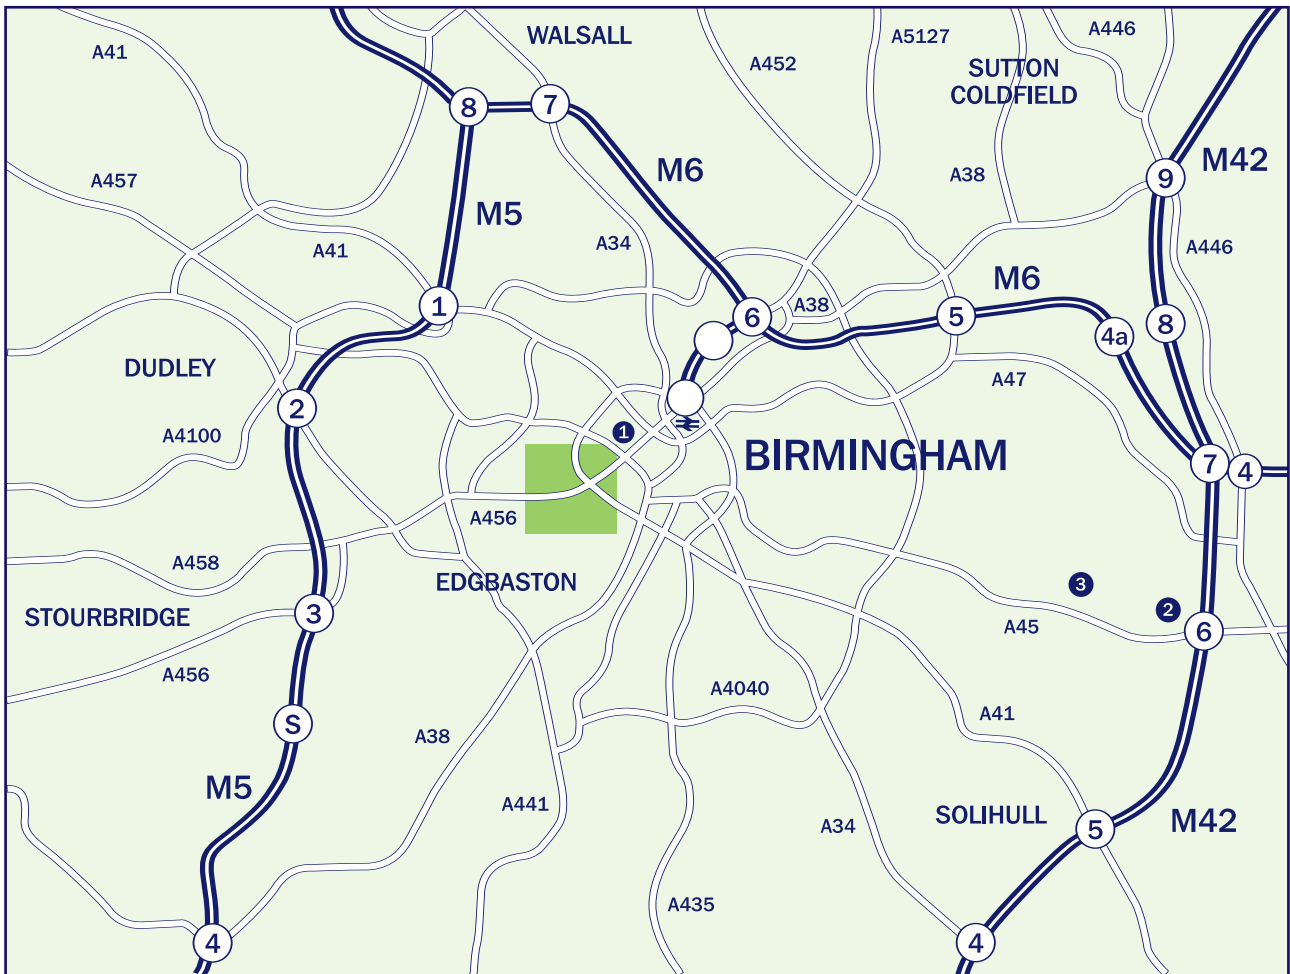 WALSALL
A5127
A446
A41
A452
SUTTON
COLDFIELD
8
7
M6
M42
A457
A38
9
M5
A34
A41
A446
M6
1
6
A38
5
8
4a
DUDLEY
A47
2
1
A4100
BIRMINGHAM
7
4
A456
A458
EDGBASTON
3
2
STOURBRIDGE
3
A45
6
A456
A4040
S
A41
A38
M5
A441
SOLIHULL
A34
5
M42
A435
4
4